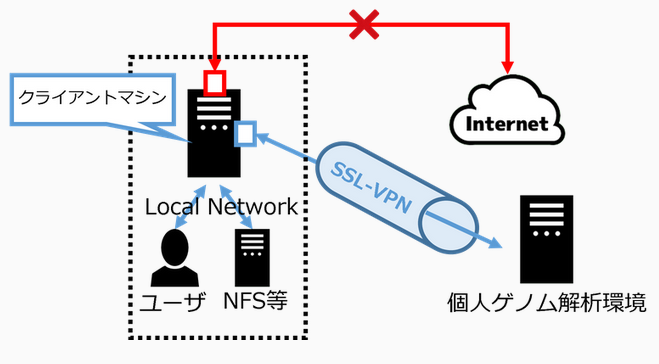 クライアントマシン
Internet
SSL-VPN
Local Network
ユーザ
NFS等
個人ゲノム解析環境